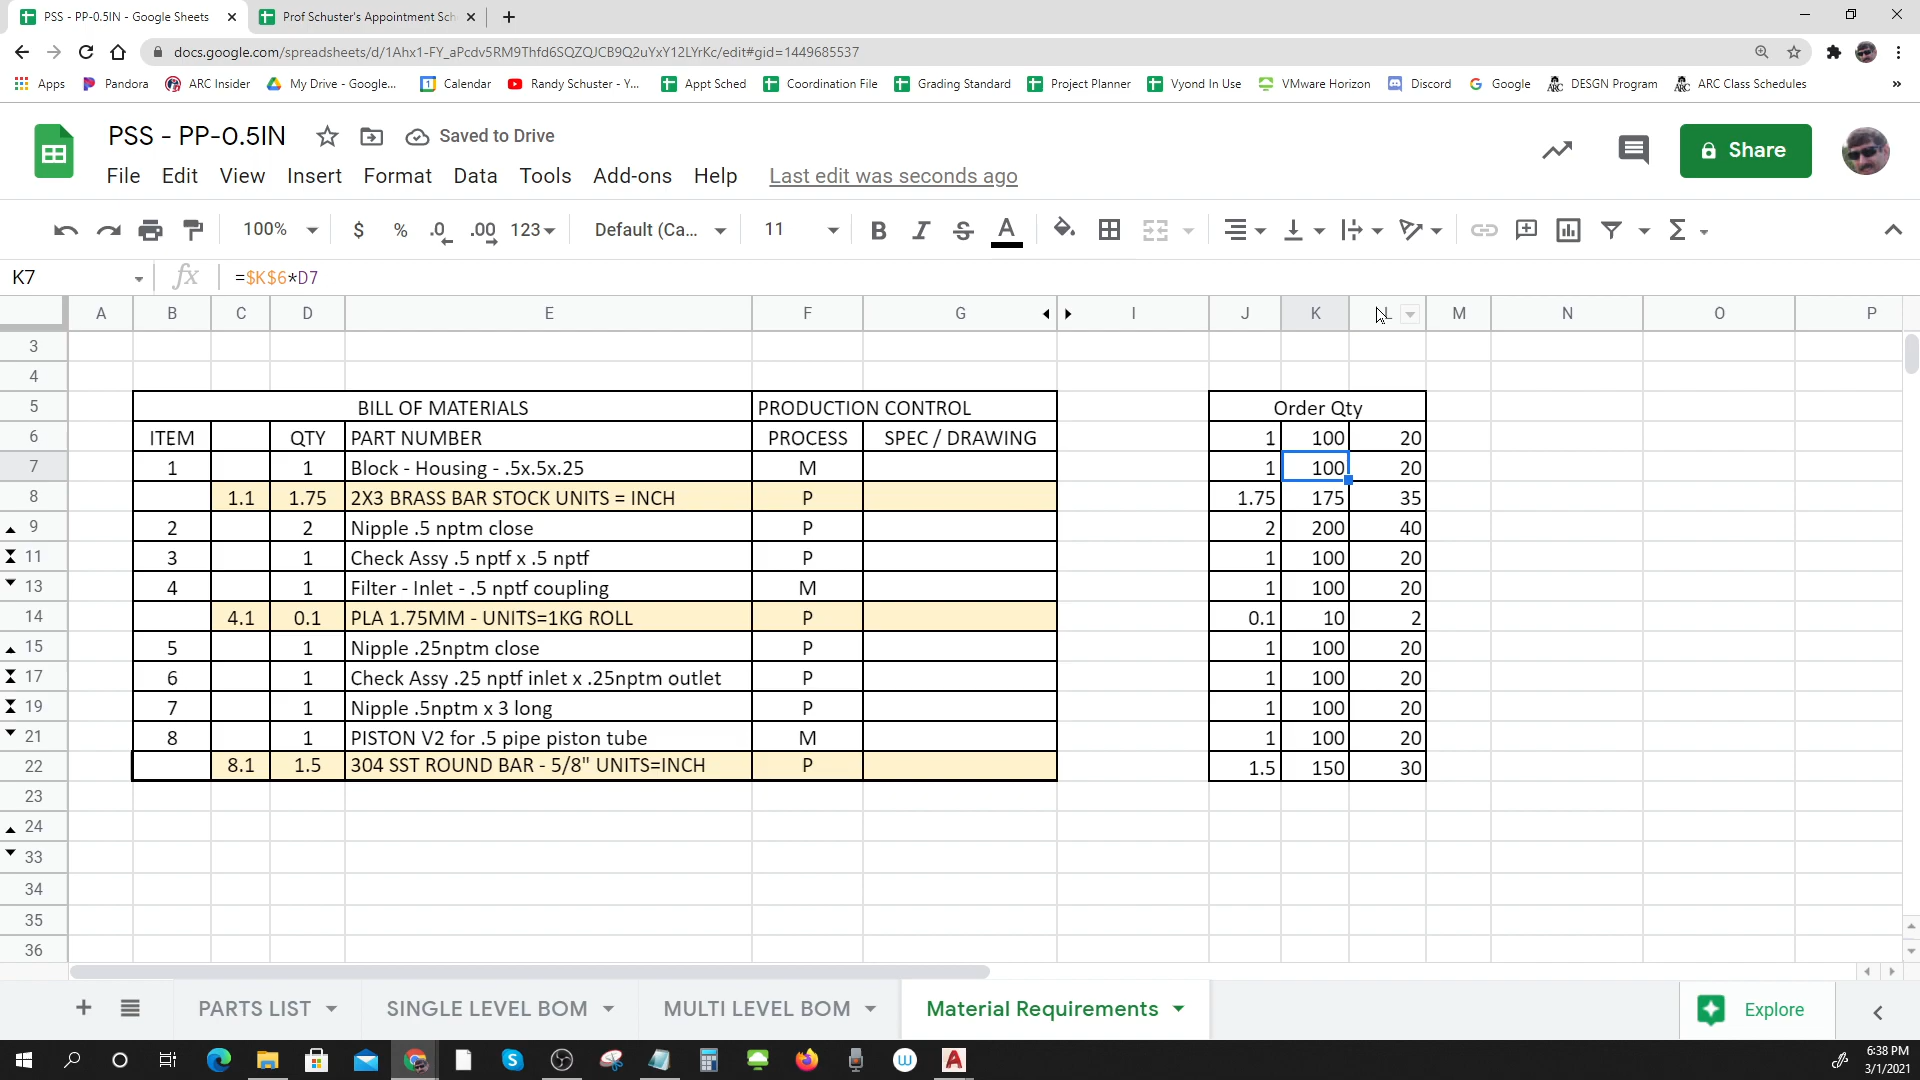 PSS - PP-0.5IN - Google Sheets
Prof Schuster's Appointment Sch
docs.google.com/spreadsheets/d/1Ahx1-FY_aPcdv5RM9Thfd6SQZQJCB9Q2uYxY12LYrKc/edit#gid=1449685537
Apps Pandora ARC Insider My Drive - Google... Calendar Randy Schuster - Y... Appt Sched Coordination File Grading Standard Project Planner Vyond In Use VMware Horizon Discord Google DESGN Program ARC Class Schedules »
PSS - PP-0.5IN Saved to Drive
Share
File Edit View Insert Format Data Tools Add-ons Help Last edit was seconds ago
100% $ % .0 .00 123 Default (Ca... 11 B I S A Σ
K7 fx =$K$6*D7
A B C D E F G I J K L M N O P
3
4
5 BILL OF MATERIALS PRODUCTION CONTROL Order Qty
6 ITEM QTY PART NUMBER PROCESS SPEC / DRAWING 1 100 20
7 1 1 Block - Housing - .5x.5x.25 M 1 100 20
8 1.1 1.75 2X3 BRASS BAR STOCK UNITS = INCH P 1.75 175 35
9 2 2 Nipple .5 nptm close P 2 200 40
11 3 1 Check Assy .5 nptf x .5 nptf P 1 100 20
13 4 1 Filter - Inlet - .5 nptf coupling M 1 100 20
14 4.1 0.1 PLA 1.75MM - UNITS=1KG ROLL P 0.1 10 2
15 5 1 Nipple .25nptm close P 1 100 20
17 6 1 Check Assy .25 nptf inlet x .25nptm outlet P 1 100 20
19 7 1 Nipple .5nptm x 3 long P 1 100 20
21 8 1 PISTON V2 for .5 pipe piston tube M 1 100 20
22 8.1 1.5 304 SST ROUND BAR - 5/8" UNITS=INCH P 1.5 150 30
23
24
33
34
35
36
PARTS LIST SINGLE LEVEL BOM MULTI LEVEL BOM Material Requirements Explore
6:38 PM
3/1/2021